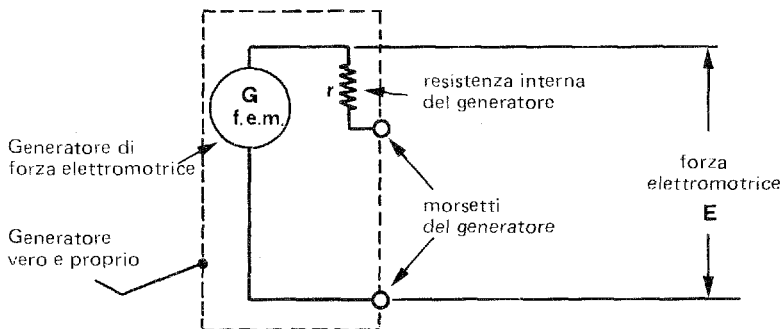 G
f.e.m.
r
resistenza interna
del generatore
Generatore di
forza elettromotrice
forza
elettromotrice
E
morsetti
del generatore
Generatore
vero e proprio